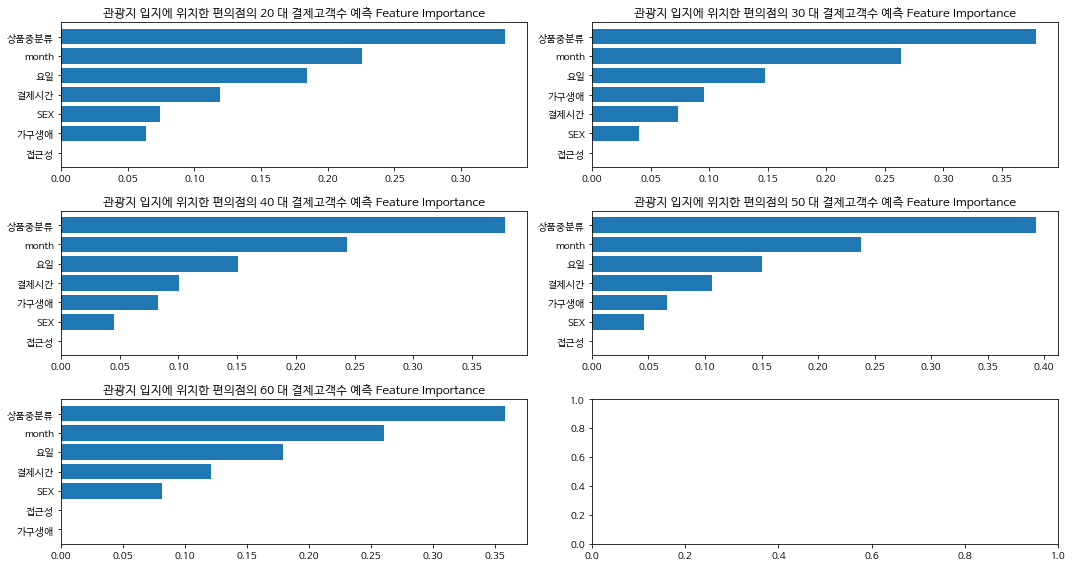 관광지 입지에 위치한 편의점의 20 대 결제고객수 예측 Feature Importance
상품중분류
month
요일
결제시간
SEX
가구생애
접근성
0.00 0.05 0.10 0.15 0.20 0.25 0.30
관광지 입지에 위치한 편의점의 30 대 결제고객수 예측 Feature Importance
상품중분류
month
요일
가구생애
결제시간
SEX
접근성
0.00 0.05 0.10 0.15 0.20 0.25 0.30 0.35
관광지 입지에 위치한 편의점의 40 대 결제고객수 예측 Feature Importance
상품중분류
month
요일
결제시간
가구생애
SEX
접근성
0.00 0.05 0.10 0.15 0.20 0.25 0.30 0.35
관광지 입지에 위치한 편의점의 50 대 결제고객수 예측 Feature Importance
상품중분류
month
요일
결제시간
가구생애
SEX
접근성
0.00 0.05 0.10 0.15 0.20 0.25 0.30 0.35 0.40
관광지 입지에 위치한 편의점의 60 대 결제고객수 예측 Feature Importance
상품중분류
month
요일
결제시간
SEX
접근성
가구생애
0.00 0.05 0.10 0.15 0.20 0.25 0.30 0.35
1.0
0.8
0.6
0.4
0.2
0.0
0.0 0.2 0.4 0.6 0.8 1.0